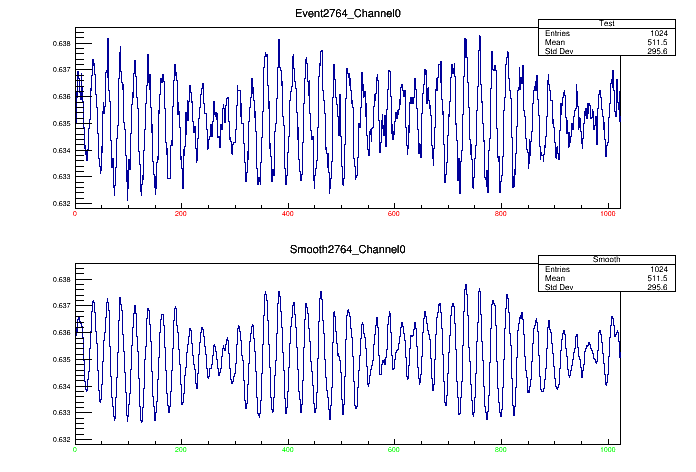 Event2764_Channel0
Test
Entries 1024
Mean 511.5
Std Dev 295.6
0.638
0.637
0.636
0.635
0.634
0.633
0.632
0 200 400 600 800 1000
Smooth2764_Channel0
Smooth
Entries 1024
Mean 511.5
Std Dev 295.6
0.638
0.637
0.636
0.635
0.634
0.633
0.632
0 200 400 600 800 1000